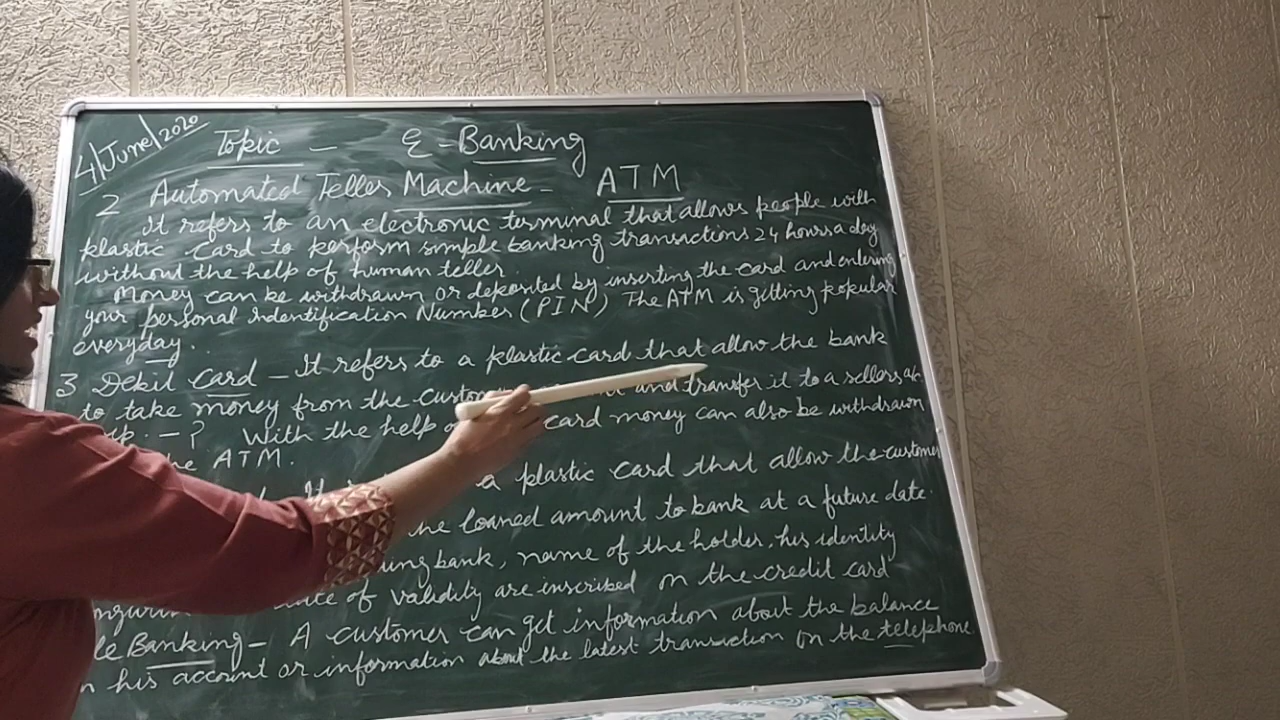 4/June/2020
Topic - E-Banking
2 Automated Teller Machine - ATM
It refers to an electronic terminal that allows people with
plastic card to perform simple banking transactions 24 hours a day
without the help of human teller.
Money can be withdrawn or deposited by inserting the card and entering
your personal identification Number (PIN) The ATM is getting popular
everyday.
3 Debit Card - It refers to a plastic card that allow the bank
to take money from the and transfer it to a sellers a/c
- ? With the help card money can also be withdrawn
ATM.
a plastic card that allow the customer
the loaned amount to bank at a future date.
bank, name of the holder, his identity
of validity are inscribed on the credit card
Banking - A customer can get information about the balance
his account or information about the latest transaction on the telephone